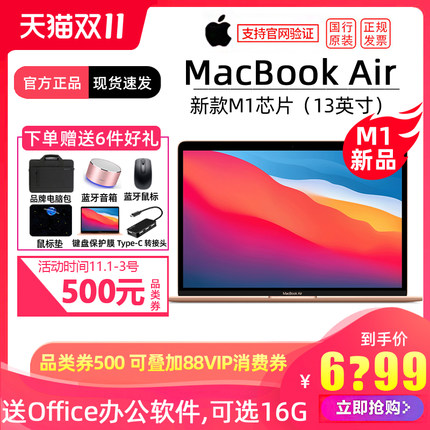 天猫双11
支持官网验证
国行原装
正规发票
官方正品
现货速发
MacBook Air
新款M1芯片（13英寸）
下单赠送6件好礼
M1
新品
品牌电脑包
蓝牙音箱
蓝牙鼠标
鼠标垫
键盘保护膜
Type-C 转接头
活动时间11.1-3号
500元
品类券
MacBook Air
品类券500 可叠加88VIP消费券
到手价:
¥6?99
送Office办公软件,可选16G
立即抢购